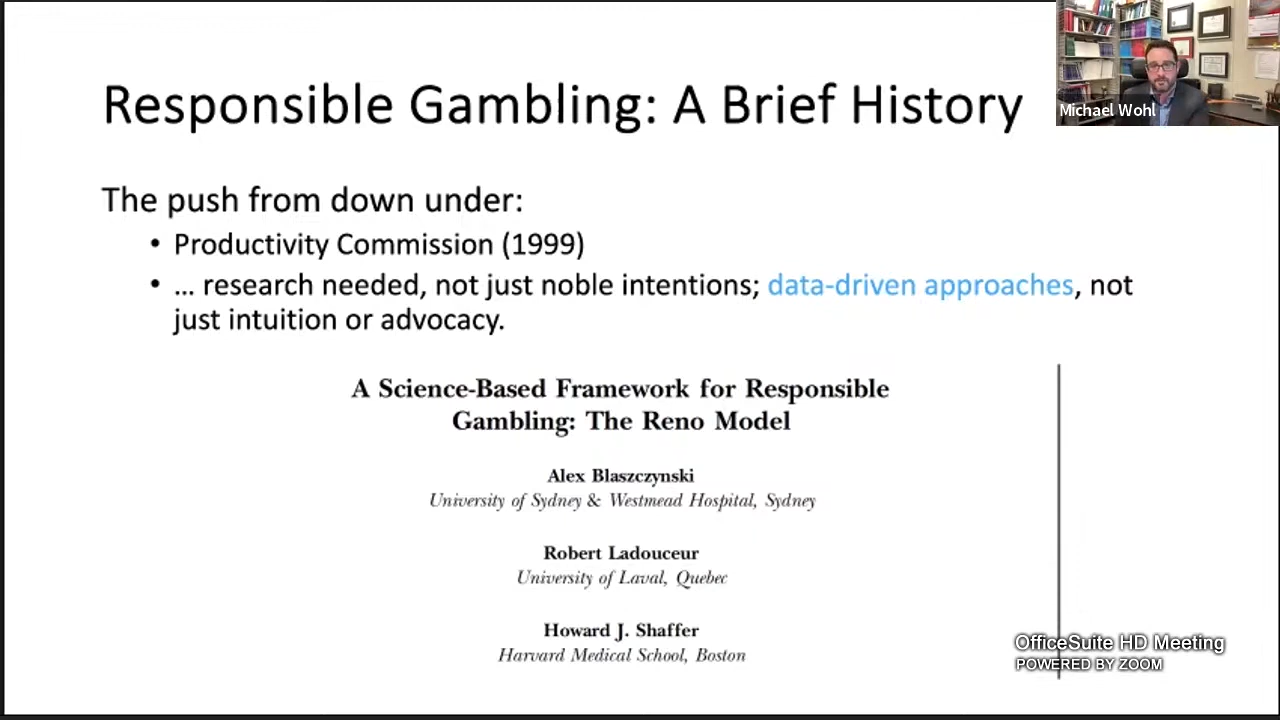 Responsible Gambling: A Brief History
Michael Wohl
The push from down under:
• Productivity Commission (1999)
• … research needed, not just noble intentions; data-driven approaches, not
just intuition or advocacy.
A Science-Based Framework for Responsible
Gambling: The Reno Model
Alex Blaszczynski
University of Sydney & Westmead Hospital, Sydney
Robert Ladouceur
University of Laval, Quebec
Howard J. Shaffer
Harvard Medical School, Boston
OfficeSuite HD Meeting
POWERED BY ZOOM